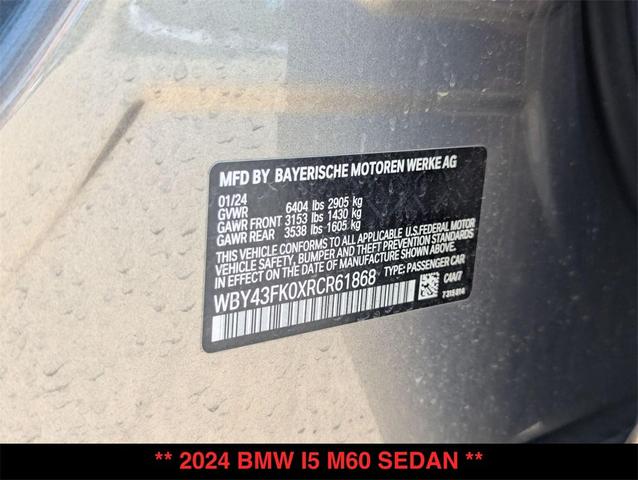 MFD BY BAYERISCHE MOTOREN WERKE AG
01/24
GVWR 6404 lbs 2905 kg
GAWR FRONT 3153 lbs 1430 kg
GAWR REAR 3538 lbs 1605 kg
THIS VEHICLE CONFORMS TO ALL APPLICABLE U.S.FEDERAL MOTOR
VEHICLE SAFETY, BUMPER AND THEFT PREVENTION STANDARDS
IN EFFECT ON THE DATE OF MANUFACTURE SHOWN ABOVE.
WBY43FK0XRCR61868 TYPE: PASSENGER CAR
C4A/7
7315814
** 2024 BMW I5 M60 SEDAN **